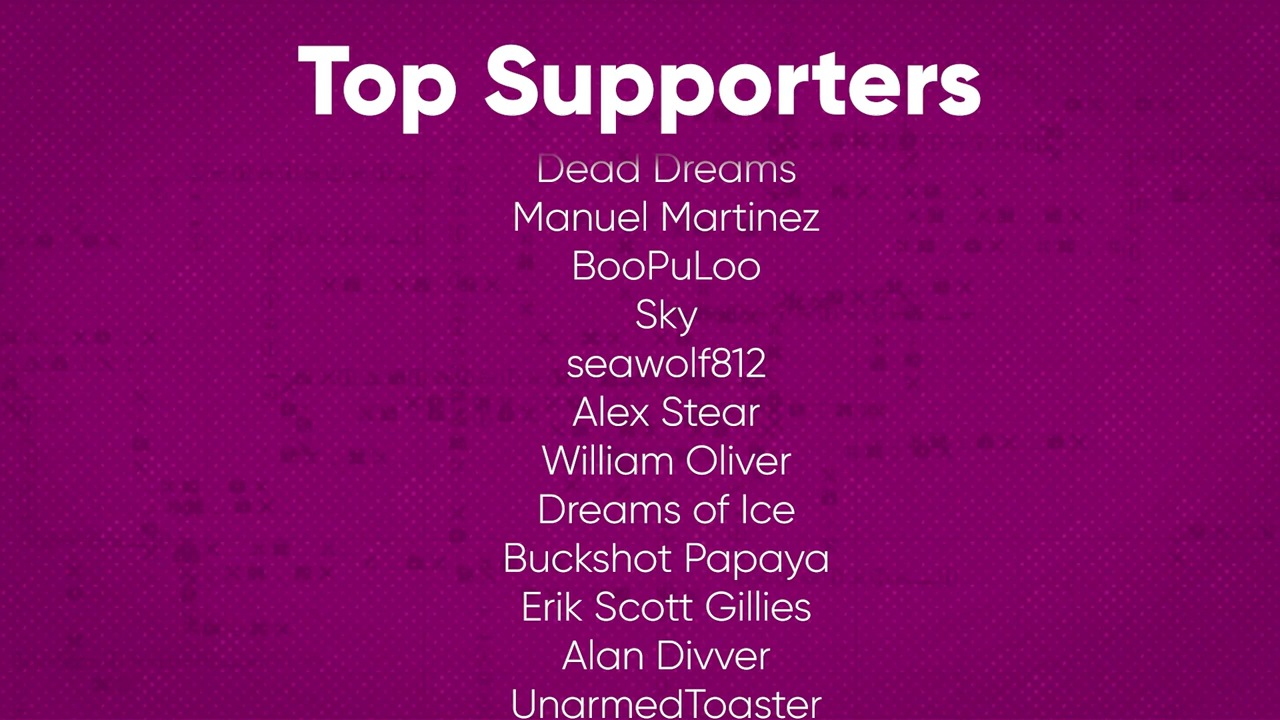 Top Supporters
Dead Dreams
Manuel Martinez
BooPuLoo
Sky
seawolf812
Alex Stear
William Oliver
Dreams of Ice
Buckshot Papaya
Erik Scott Gillies
Alan Divver
UnarmedToaster